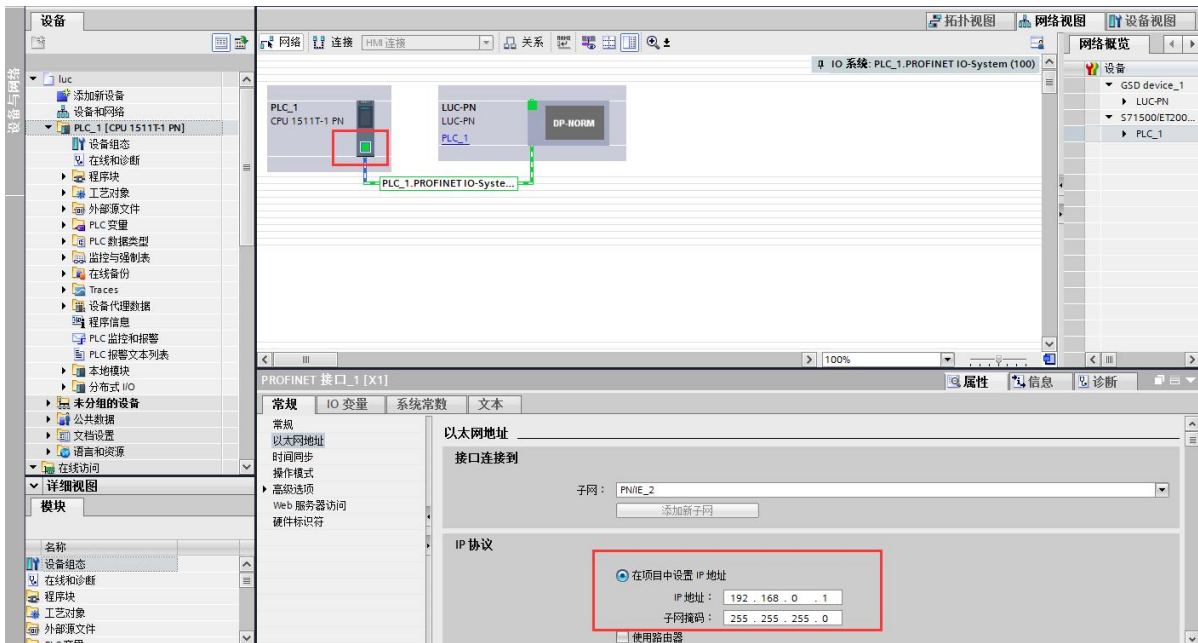 设备
设备与网络
luc
添加新设备
设备和网络
PLC_1 [CPU 1511T-1 PN]
设备组态
在线和诊断
程序块
工艺对象
外部源文件
PLC 变量
PLC 数据类型
监控与强制表
在线备份
Traces
设备代理数据
程序信息
PLC 监控和报警
PLC 报警文本列表
本地模块
分布式 I/O
未分组的设备
公共数据
文档设置
语言和资源
在线访问
详细视图
模块
名称
设备组态
在线和诊断
程序块
工艺对象
外部源文件
拓扑视图 网络视图 设备视图
网络 连接 HMI 连接 关系
IO 系统: PLC_1.PROFINET IO-System (100)
PLC_1
CPU 1511T-1 PN
LUC-PN
LUC-PN
PLC_1
DP-NORM
PLC_1.PROFINET IO-Syste...
100%
网络概览
设备
GSD device_1
LUC-PN
S71500/ET200...
PLC_1
PROFINET 接口_1 [X1]
属性 信息 诊断
常规 IO 变量 系统常数 文本
常规
以太网地址
时间同步
操作模式
高级选项
Web 服务器访问
硬件标识符
以太网地址
接口连接到
子网： PN/IE_2
添加新子网
IP 协议
在项目中设置 IP 地址
IP 地址： 192 . 168 . 0 . 1
子网掩码： 255 . 255 . 255 . 0
使用路由器